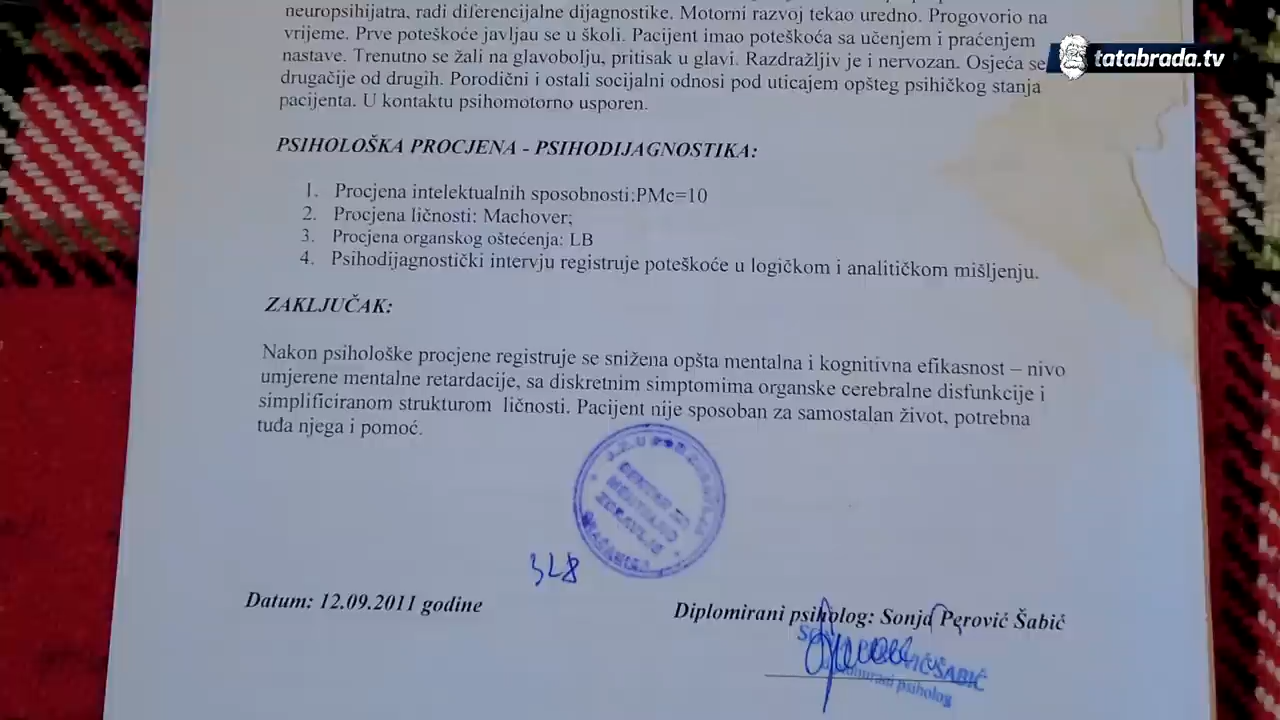 neuropsihijatra, radi diferencijalne dijagnostike. Motorni razvoj tekao uredno. Progovorio na
vrijeme. Prve poteškoće javljau se u školi. Pacijent imao poteškoća sa učenjem i praćenjem
nastave. Trenutno se žali na glavobolju, pritisak u glavi. Razdražljiv je i nervozan. Osjeća se
drugačije od drugih. Porodični i ostali socijalni odnosi pod uticajem opšteg psihičkog stanja
pacijenta. U kontaktu psihomotorno usporen.
tatabrada.tv
PSIHOLOŠKA PROCJENA - PSIHODIJAGNOSTIKA:
1. Procjena intelektualnih sposobnosti:PMc=10
2. Procjena ličnosti: Machover;
3. Procjena organskog oštećenja: LB
4. Psihodijagnostički intervju registruje poteškoće u logičkom i analitičkom mišljenju.
ZAKLJUČAK:
Nakon psihološke procjene registruje se snižena opšta mentalna i kognitivna efikasnost – nivo
umjerene mentalne retardacije, sa diskretnim simptomima organske cerebralne disfunkcije i
simplificiranom strukturom ličnosti. Pacijent nije sposoban za samostalan život, potrebna
tuđa njega i pomoć.
CENTAR ZA
MENTALNO
ZDRAVLJE
328
Datum: 12.09.2011 godine
Diplomirani psiholog: Sonja Perović Šabić
ŠABIĆ
psiholog